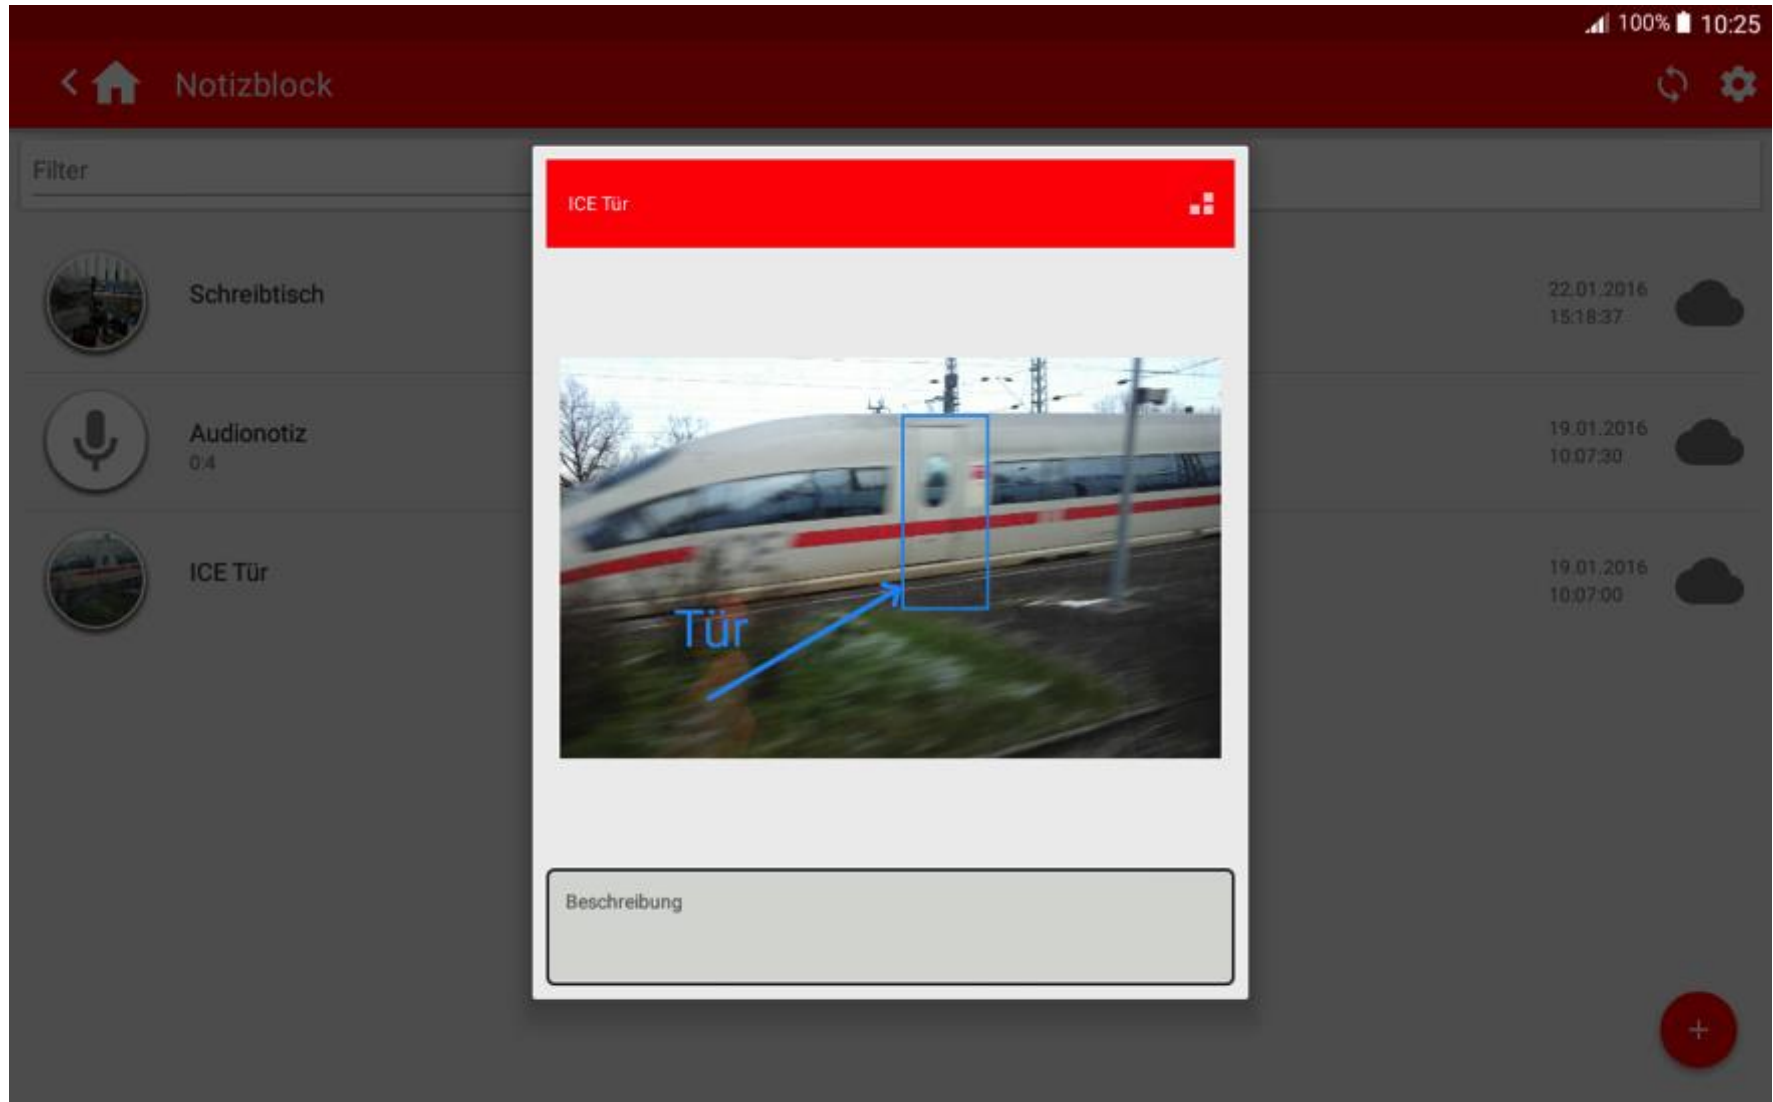 100% 10:25
Notizblock
Filter
ICE Tür
Schreibtisch
22.01.2016
15:18:37
Audionotiz
0:4
19.01.2016
10:07:30
ICE Tür
19.01.2016
10:07:00
Tür
Beschreibung